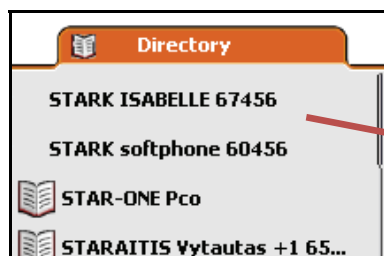 Directory
STARK ISABELLE 67456
STARK softphone 60456
STAR-ONE Pco
STARAITIS Vytautas +1 65...